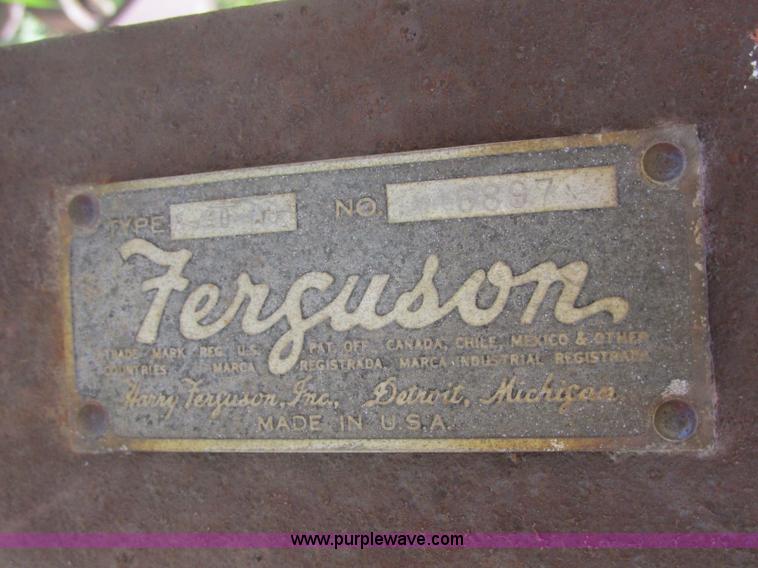 TYPE NO.
Ferguson
TRADE MARK REG. U.S. PAT. OFF. CANADA, CHILE, MEXICO & OTHER
COUNTRIES MARCA REGISTRADA. MARCA INDUSTRIAL REGISTRADA
Harry Ferguson, Inc., Detroit, Michigan
MADE IN U.S.A.
www.purplewave.com